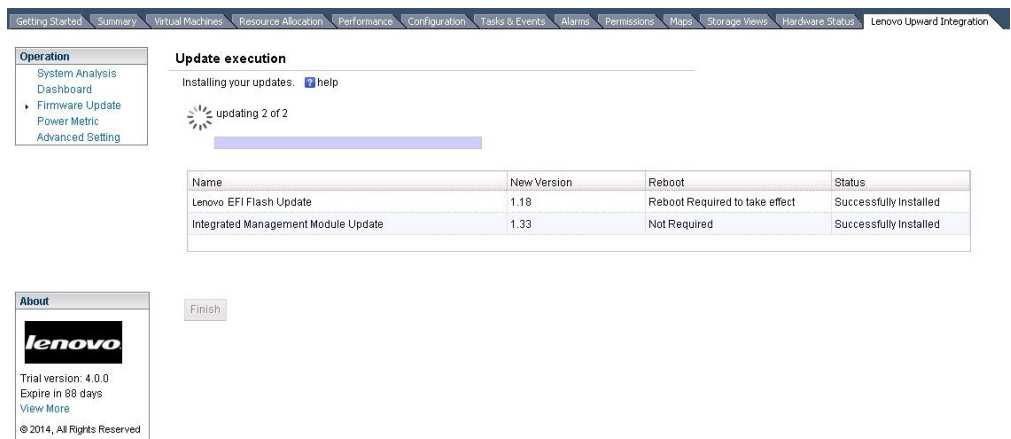 Getting Started Summary Virtual Machines Resource Allocation Performance Configuration Tasks & Events Alarms Permissions Maps Storage Views Hardware Status Lenovo Upward Integration
Operation
System Analysis
Dashboard
Firmware Update
Power Metric
Advanced Setting
Update execution
Installing your updates. ? help
updating 2 of 2
Name New Version Reboot Status
Lenovo EFI Flash Update 1.18 Reboot Required to take effect Successfully Installed
Integrated Management Module Update 1.33 Not Required Successfully Installed
Finish
About
lenovo
Trial version: 4.0.0
Expire in 88 days
View More
© 2014, All Rights Reserved